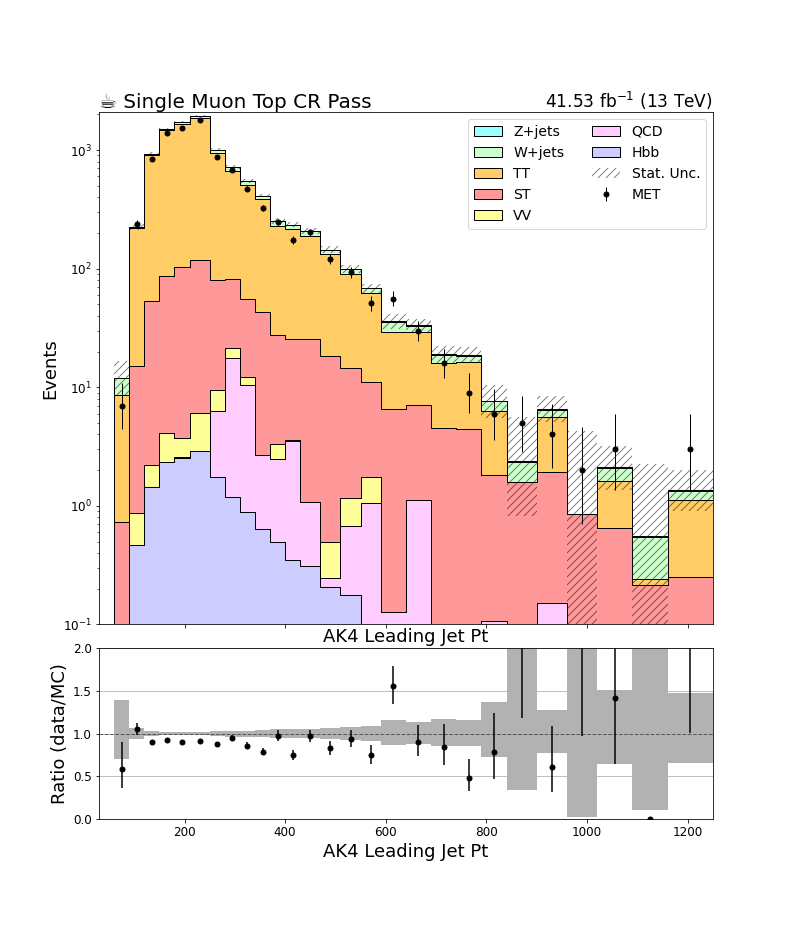 ☕ Single Muon Top CR Pass
41.53 fb⁻¹ (13 TeV)
Z+jets
W+jets
TT
ST
VV
QCD
Hbb
Stat. Unc.
MET
Events
10³
10²
10¹
10⁰
10⁻¹
AK4 Leading Jet Pt
Ratio (data/MC)
2.0
1.5
1.0
0.5
0.0
200 400 600 800 1000 1200
AK4 Leading Jet Pt